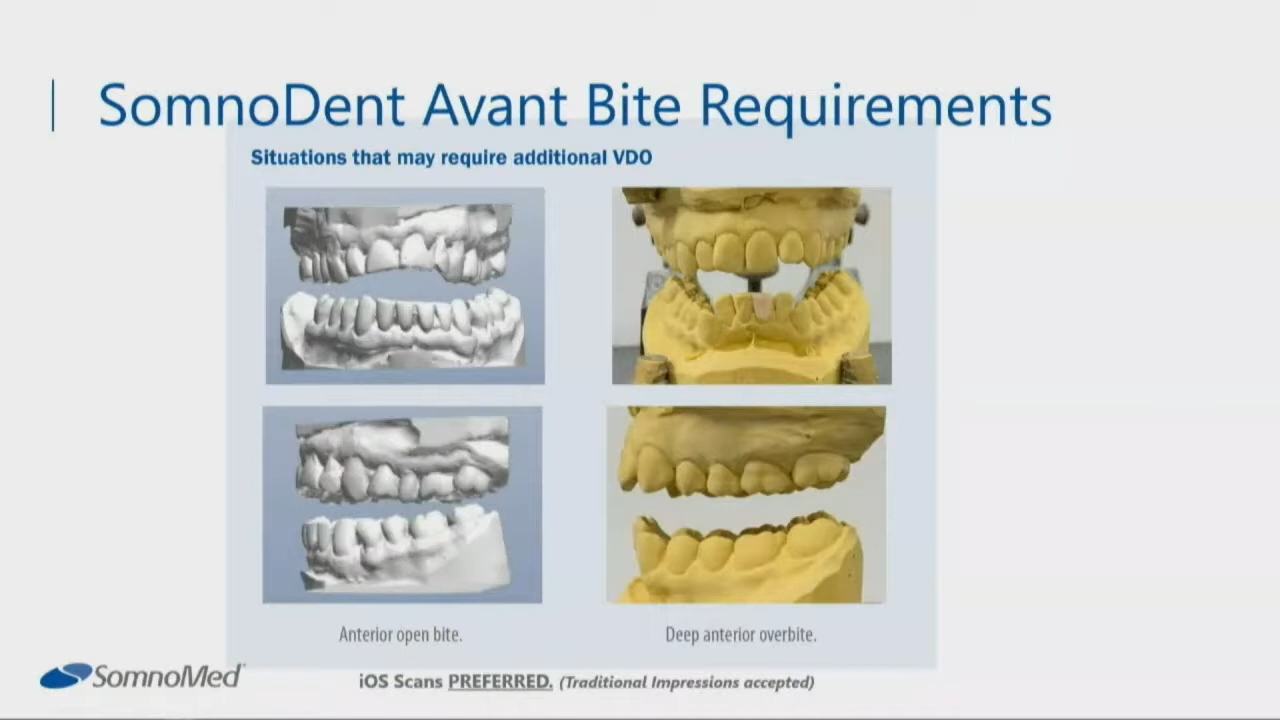 SomnoDent Avant Bite Requirements
Situations that may require additional VDO
Anterior open bite.
Deep anterior overbite.
SomnoMed
iOS Scans PREFERRED. (Traditional Impressions accepted)